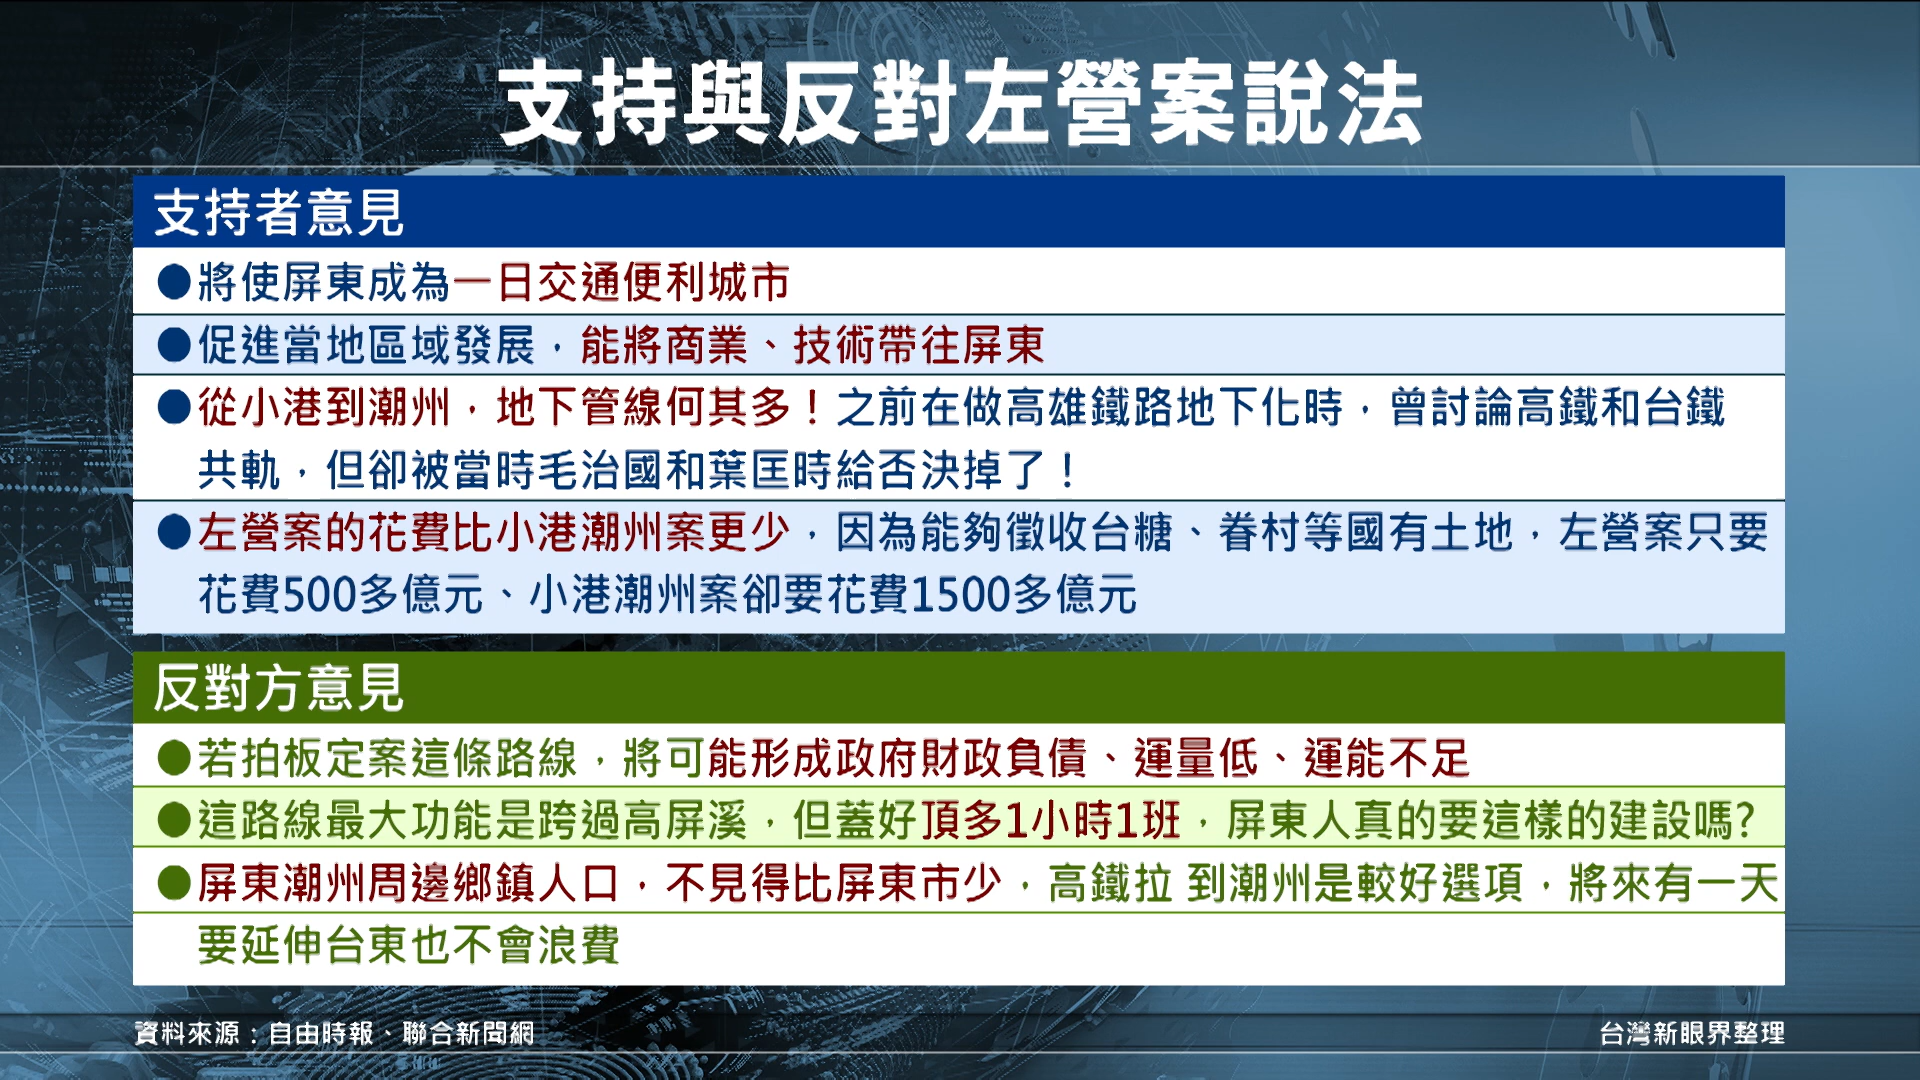 支持與反對左營案說法
支持者意見
●將使屏東成為一日交通便利城市
●促進當地區域發展，能將商業、技術帶往屏東
●從小港到潮州，地下管線何其多！之前在做高雄鐵路地下化時，曾討論高鐵和台鐵
共軌，但卻被當時毛治國和葉匡時給否決掉了！
●左營案的花費比小港潮州案更少，因為能夠徵收台糖、眷村等國有土地，左營案只要
花費500多億元、小港潮州案卻要花費1500多億元
反對方意見
●若拍板定案這條路線，將可能形成政府財政負債、運量低、運能不足
●這路線最大功能是跨過高屏溪，但蓋好頂多1小時1班，屏東人真的要這樣的建設嗎?
●屏東潮州周邊鄉鎮人口，不見得比屏東市少，高鐵拉 到潮州是較好選項，將來有一天
要延伸台東也不會浪費
資料來源：自由時報、聯合新聞網
台灣新眼界整理